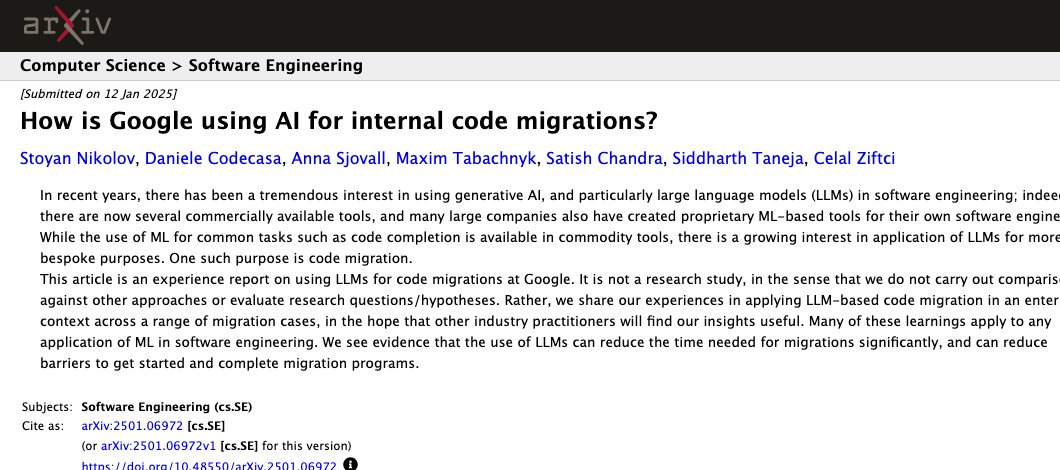 arXiv
Computer Science > Software Engineering
[Submitted on 12 Jan 2025]
How is Google using AI for internal code migrations?
Stoyan Nikolov, Daniele Codecasa, Anna Sjovall, Maxim Tabachnyk, Satish Chandra, Siddharth Taneja, Celal Ziftci
In recent years, there has been a tremendous interest in using generative AI, and particularly large language models (LLMs) in software engineering; indee
there are now several commercially available tools, and many large companies also have created proprietary ML-based tools for their own software engine
While the use of ML for common tasks such as code completion is available in commodity tools, there is a growing interest in application of LLMs for more
bespoke purposes. One such purpose is code migration.
This article is an experience report on using LLMs for code migrations at Google. It is not a research study, in the sense that we do not carry out comparis
against other approaches or evaluate research questions/hypotheses. Rather, we share our experiences in applying LLM-based code migration in an enter
context across a range of migration cases, in the hope that other industry practitioners will find our insights useful. Many of these learnings apply to any
application of ML in software engineering. We see evidence that the use of LLMs can reduce the time needed for migrations significantly, and can reduce
barriers to get started and complete migration programs.
Subjects: Software Engineering (cs.SE)
Cite as: arXiv:2501.06972 [cs.SE]
(or arXiv:2501.06972v1 [cs.SE] for this version)
https://doi.org/10.48550/arXiv.2501.06972